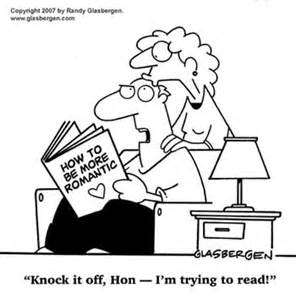 Copyright 2007 by Randy Glasbergen.
www.glasbergen.com
HOW TO
BE MORE
ROMANTIC
GLASBERGEN
“Knock it off, Hon — I’m trying to read!”